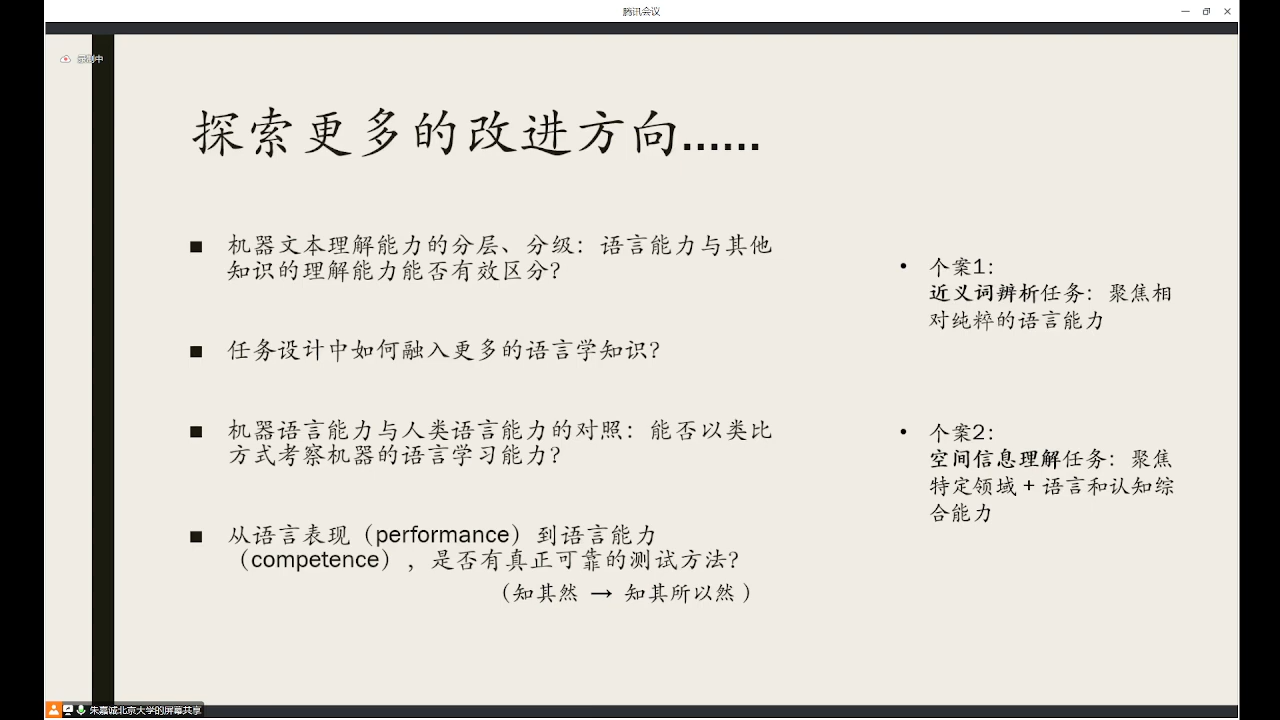 腾讯会议
录制中
探索更多的改进方向......
■ 机器文本理解能力的分层、分级：语言能力与其他
知识的理解能力能否有效区分？
■ 任务设计中如何融入更多的语言学知识？
■ 机器语言能力与人类语言能力的对照：能否以类比
方式考察机器的语言学习能力？
■ 从语言表现（performance）到语言能力
（competence），是否有真正可靠的测试方法？
（知其然 → 知其所以然 ）
• 个案1：
近义词辨析任务：聚焦相
对纯粹的语言能力
• 个案2：
空间信息理解任务：聚焦
特定领域 + 语言和认知综
合能力
朱嘉诚北京大学的屏幕共享